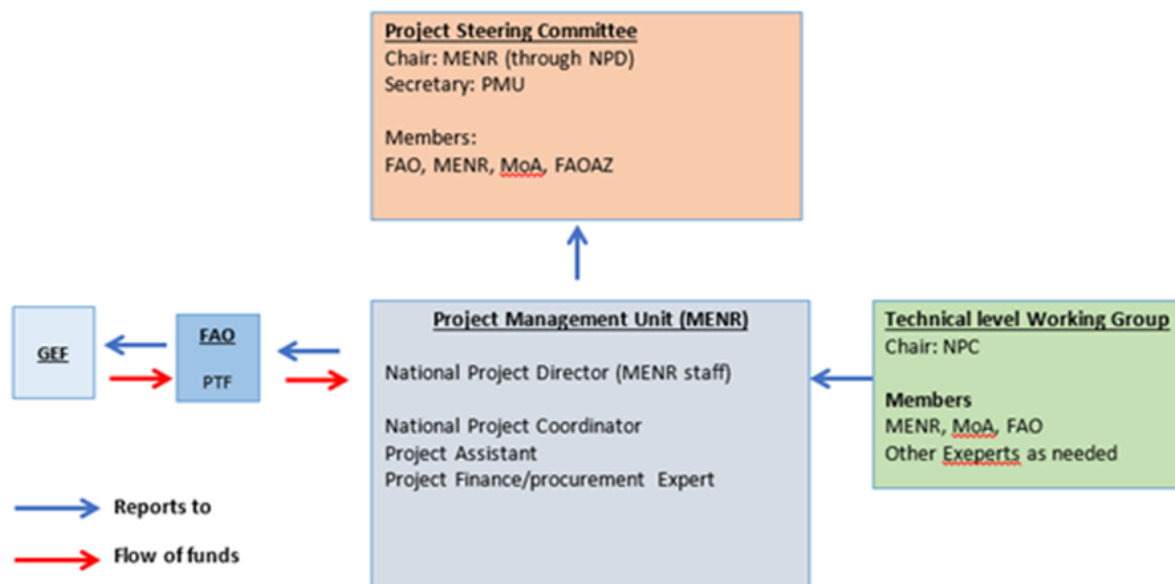 Project Steering Committee
Chair: MENR (through NPD)
Secretary: PMU
Members:
FAO, MENR, MoA, FAOAZ
GEF
FAO
PTF
Project Management Unit (MENR)
National Project Director (MENR staff)
National Project Coordinator
Project Assistant
Project Finance/procurement Expert
Technical level Working Group
Chair: NPC
Members
MENR, MoA, FAO
Other Exeperts as needed
Reports to
Flow of funds